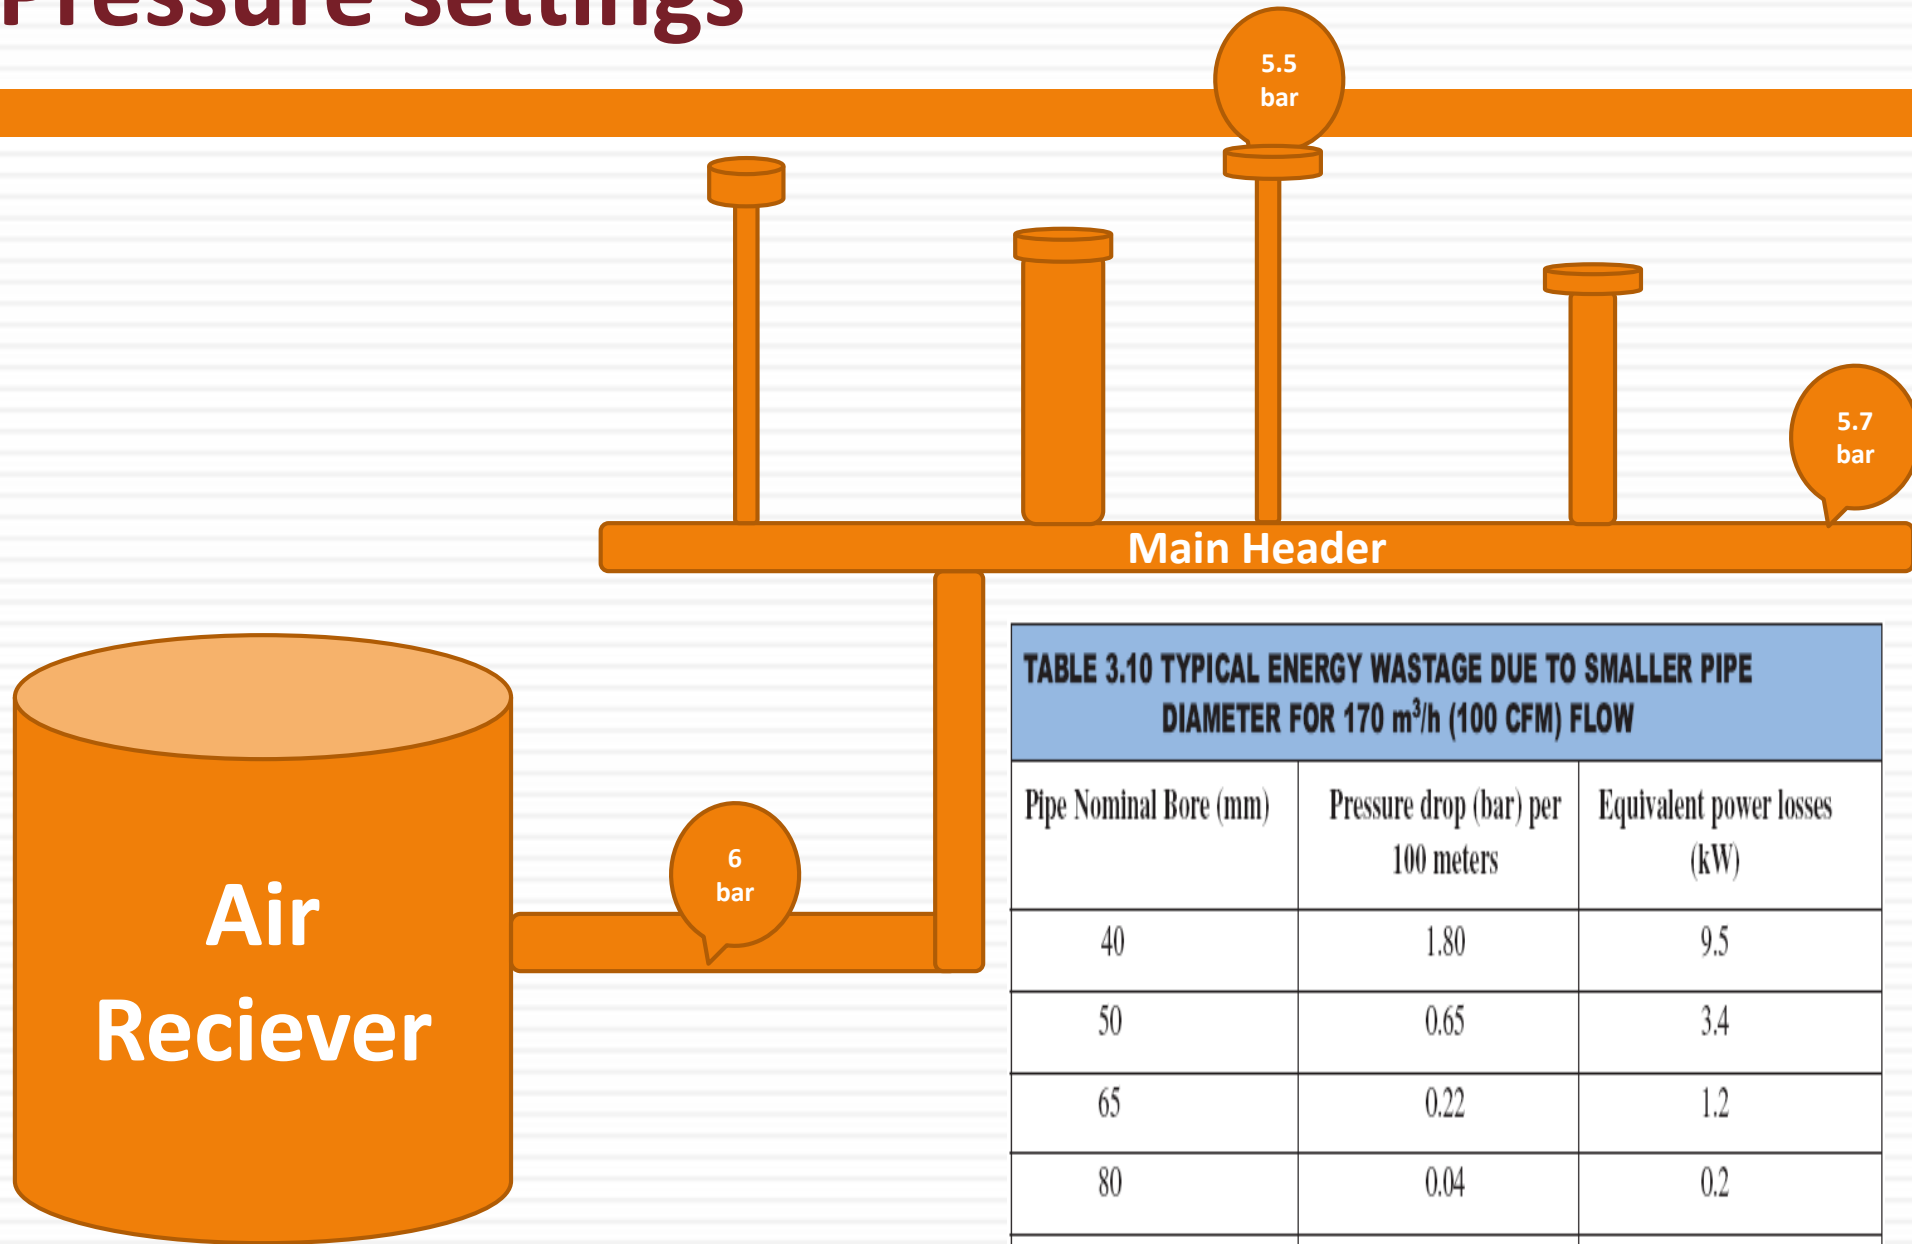 Pressure settings
5.5
bar
5.7
bar
Main Header
6
bar
Air
Reciever
TABLE 3.10 TYPICAL ENERGY WASTAGE DUE TO SMALLER PIPE
DIAMETER FOR 170 m³/h (100 CFM) FLOW
Pipe Nominal Bore (mm) Pressure drop (bar) per Equivalent power losses
100 meters (kW)
40 1.80 9.5
50 0.65 3.4
65 0.22 1.2
80 0.04 0.2